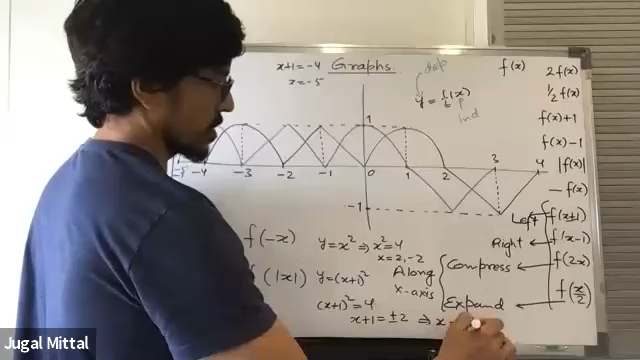 x+1=-4
x=-5
Graphs.
dep
y = f(x)
ind
f(x)
2f(x)
1/2 f(x)
f(x)+1
f(x)-1
|f(x)|
-f(x)
1
-4
-3
-2
-1
0
1
2
3
4
-1
f(-x)
f(|x|)
y=x² ⇒ x²=4
x=2,-2
y=(x+1)²
(x+1)²=4
x+1=±2 ⇒ x
Along
x-axis
Left f(x+1)
Right ← f(x-1)
Compress ← f(2x)
Expand ← f(x/2)
Jugal Mittal